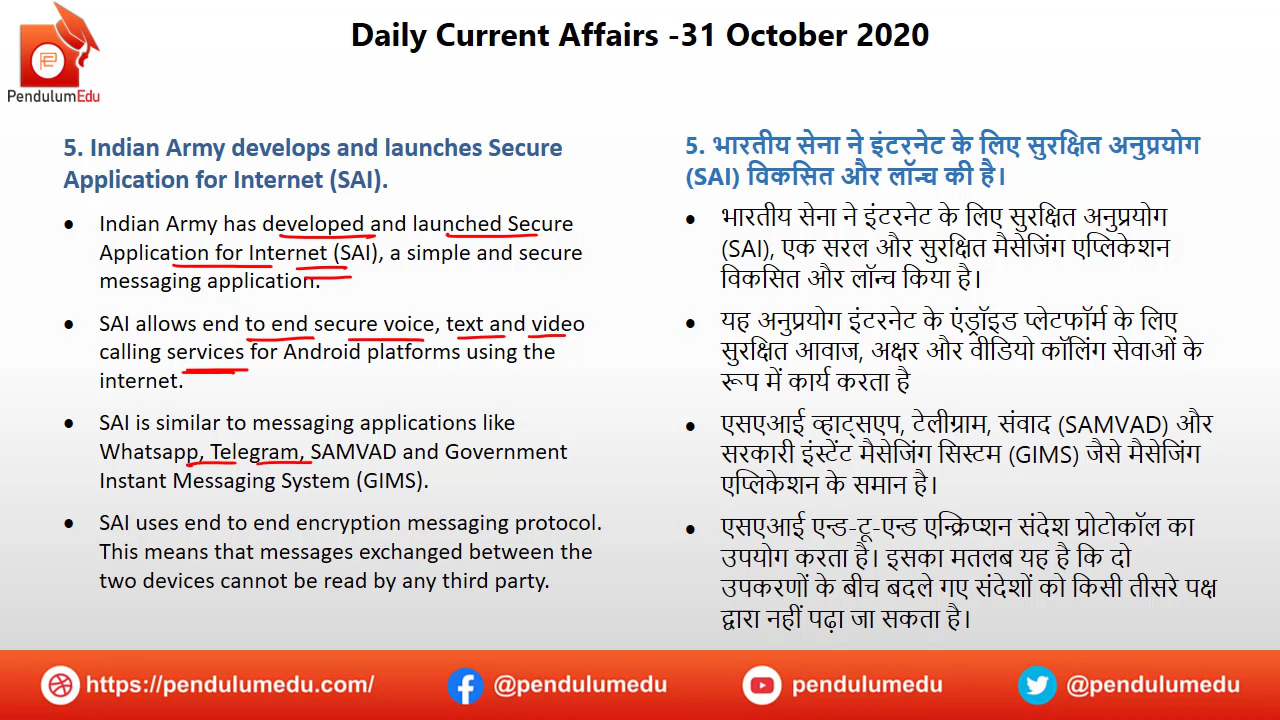 Daily Current Affairs -31 October 2020
PendulumEdu
5. Indian Army develops and launches Secure
Application for Internet (SAI).
• Indian Army has developed and launched Secure
Application for Internet (SAI), a simple and secure
messaging application.
• SAI allows end to end secure voice, text and video
calling services for Android platforms using the
internet.
• SAI is similar to messaging applications like
Whatsapp, Telegram, SAMVAD and Government
Instant Messaging System (GIMS).
• SAI uses end to end encryption messaging protocol.
This means that messages exchanged between the
two devices cannot be read by any third party.
5. भारतीय सेना ने इंटरनेट के लिए सुरक्षित अनुप्रयोग
(SAI) विकसित और लॉन्च की है।
• भारतीय सेना ने इंटरनेट के लिए सुरक्षित अनुप्रयोग
(SAI), एक सरल और सुरक्षित मैसेजिंग एप्लिकेशन
विकसित और लॉन्च किया है।
• यह अनुप्रयोग इंटरनेट के एंड्रॉइड प्लेटफॉर्म के लिए
सुरक्षित आवाज, अक्षर और वीडियो कॉलिंग सेवाओं के
रूप में कार्य करता है
• एसएआई व्हाट्सएप, टेलीग्राम, संवाद (SAMVAD) और
सरकारी इंस्टेंट मैसेजिंग सिस्टम (GIMS) जैसे मैसेजिंग
एप्लिकेशन के समान है।
• एसएआई एन्ड-टू-एन्ड एन्क्रिप्शन संदेश प्रोटोकॉल का
उपयोग करता है। इसका मतलब यह है कि दो
उपकरणों के बीच बदले गए संदेशों को किसी तीसरे पक्ष
द्वारा नहीं पढ़ा जा सकता है।
https://pendulumedu.com/
@pendulumedu
pendulumedu
@pendulumedu